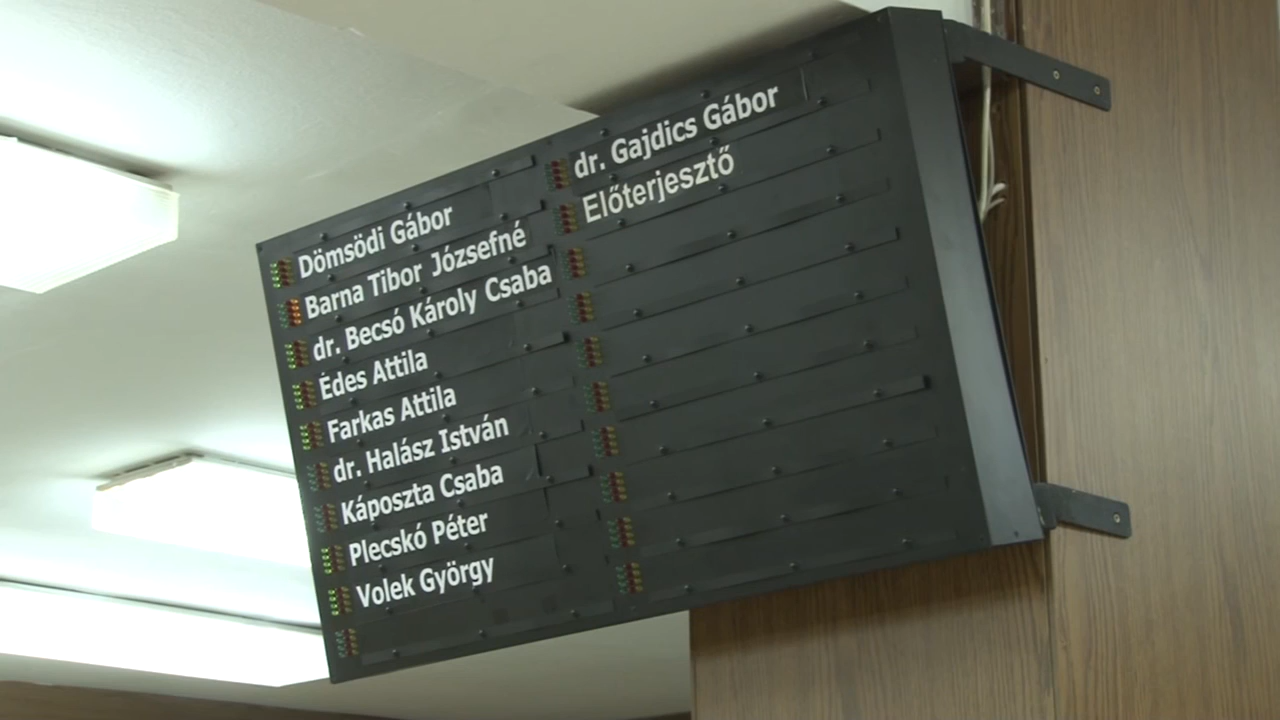 Dömsödi Gábor
Barna Tibor Józsefné
dr. Becsó Károly Csaba
Édes Attila
Farkas Attila
dr. Halász István
Káposzta Csaba
Plecskó Péter
Volek György
dr. Gajdics Gábor
Előterjesztő